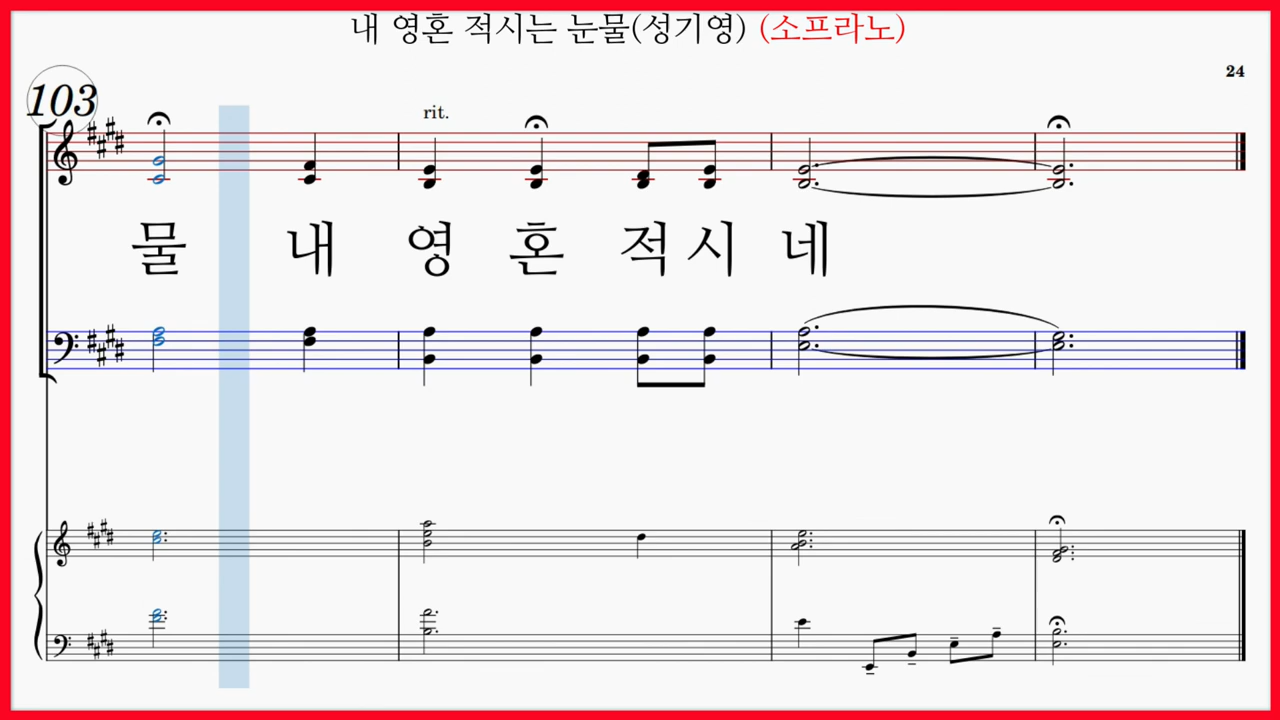 내 영혼 적시는 눈물(성기영) (소프라노)
24
103
rit.
물 내 영 혼 적 시 네